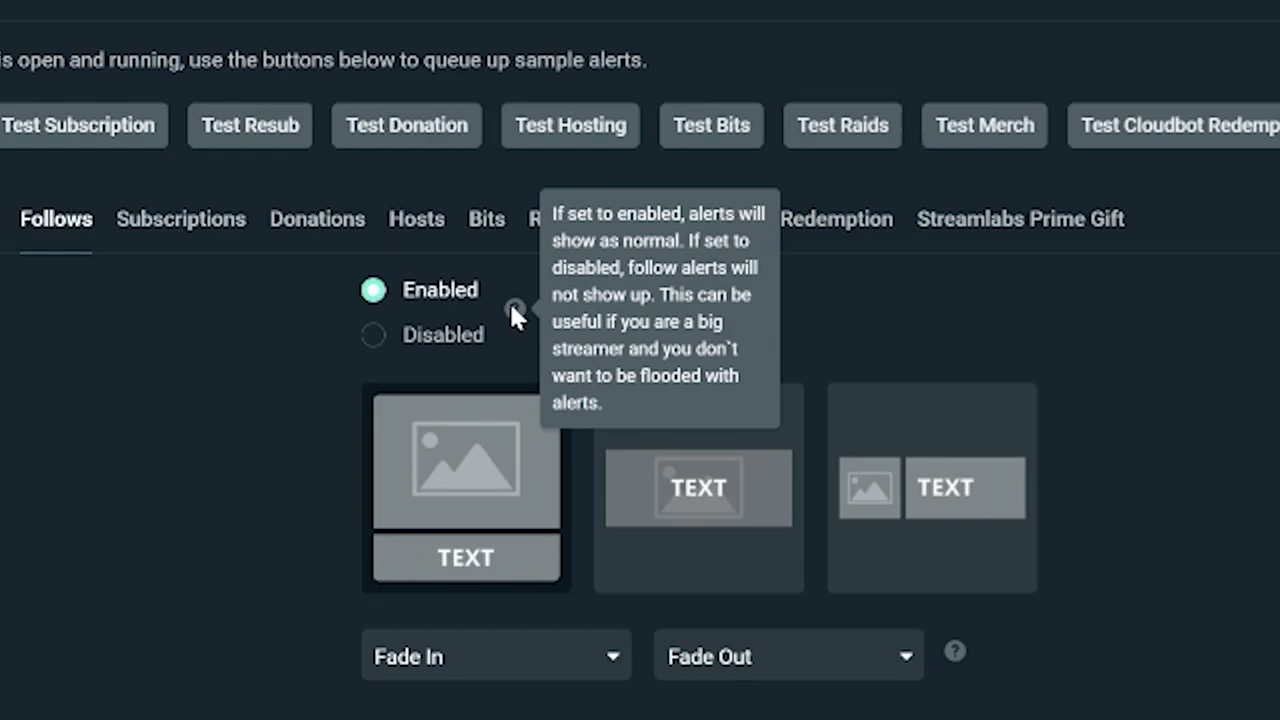 is open and running, use the buttons below to queue up sample alerts.
Test Subscription Test Resub Test Donation Test Hosting Test Bits Test Raids Test Merch Test Cloudbot Redemp
Follows Subscriptions Donations Hosts Bits R Redemption Streamlabs Prime Gift
If set to enabled, alerts will
show as normal. If set to
disabled, follow alerts will
not show up. This can be
useful if you are a big
streamer and you don`t
want to be flooded with
alerts.
Enabled
Disabled
TEXT
TEXT
TEXT
Fade In Fade Out ?